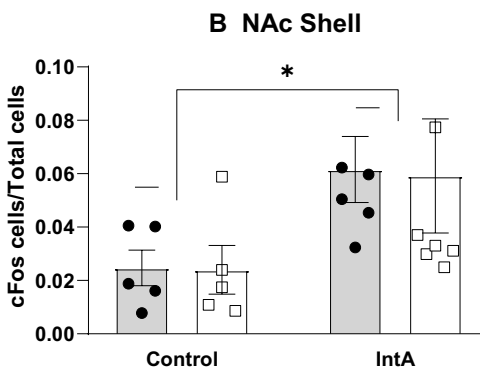 B NAc Shell
*
cFos cells/Total cells
0.10
0.08
0.06
0.04
0.02
0.00
Control
IntA